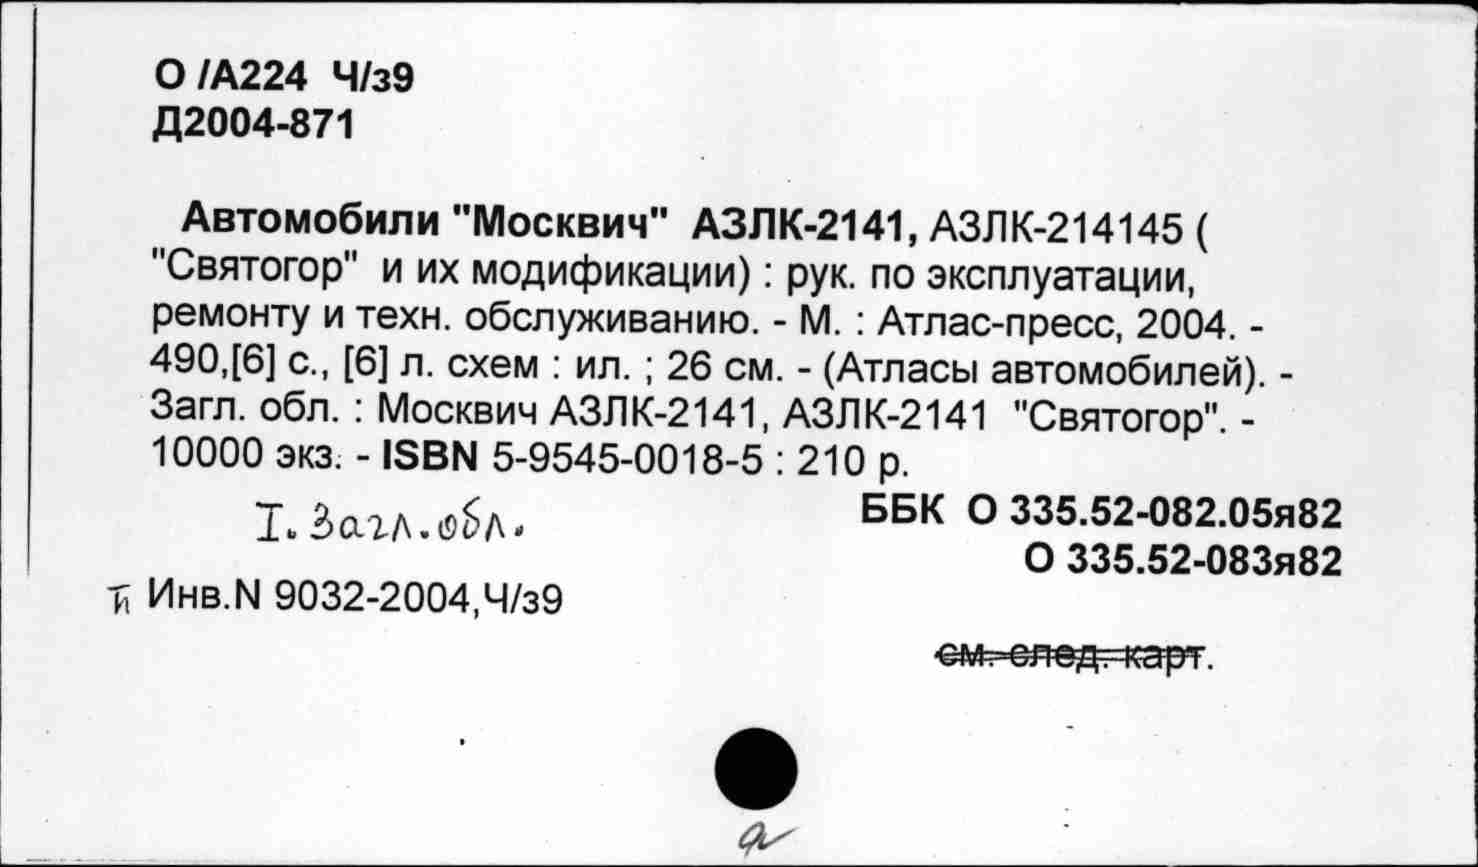 О /А224 Ч/з9
Д2004-871
Автомобили "Москвич" АЗЛК-2141, АЗЛК-214145 (
"Святогор" и их модификации) : рук. по эксплуатации,
ремонту и техн. обслуживанию. - М. : Атлас-пресс, 2004. -
490,[6] с., [6] л. схем : ил. ; 26 см. - (Атласы автомобилей). -
Загл. обл. : Москвич АЗЛК-2141, АЗЛК-2141 "Святогор". -
10000 экз. - ISBN 5-9545-0018-5 : 210 р.
I. Загл. обл.
ББК О 335.52-082.05я82
О 335.52-083я82
Инв.N 9032-2004,Ч/з9
см. след. карт.